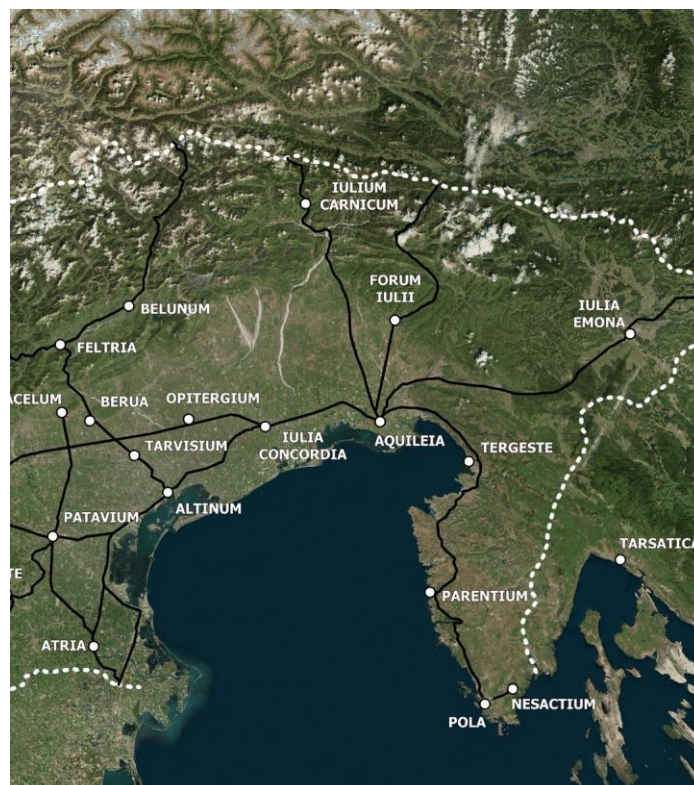 IULIUM
CARNICUM
FORUM
IULII
BELUNUM
IULIA
EMONA
FELTRIA
ACELUM
BERUA
OPITERGIUM
IULIA
CONCORDIA
AQUILEIA
TARVISIUM
TERGESTE
ALTINUM
PATAVIUM
TARSATICA
TE
PARENTIUM
ATRIA
NESACTIUM
POLA